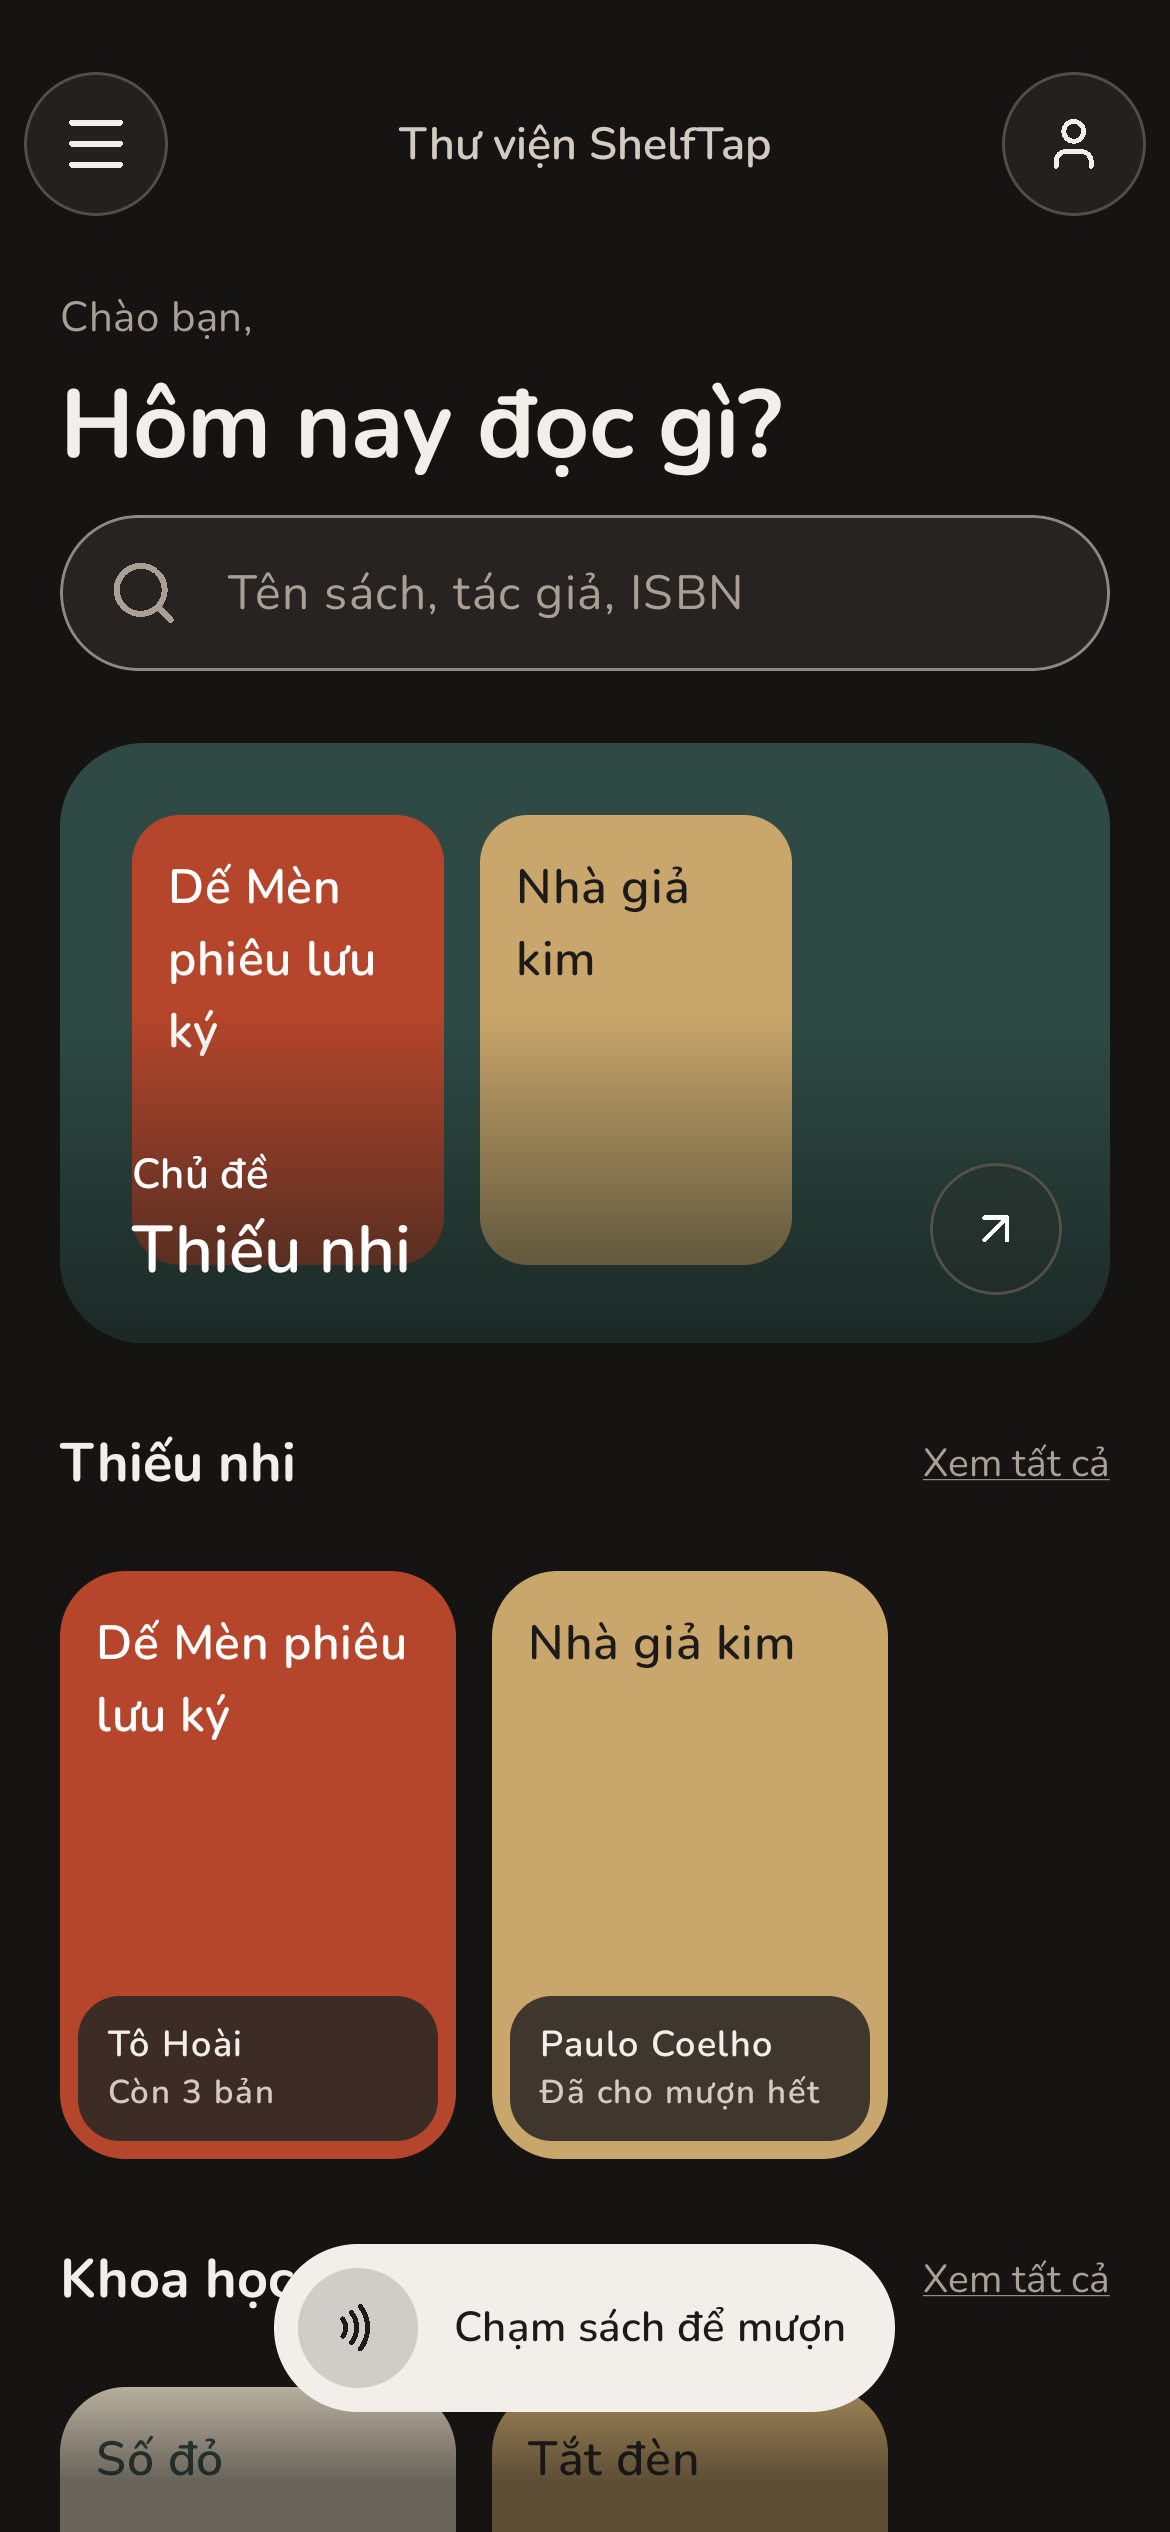 Thư viện ShelfTap
Chào bạn,
Hôm nay đọc gì?
Tên sách, tác giả, ISBN
Dế Mèn
phiêu lưu
ký
Nhà giả
kim
Chủ đề
Thiếu nhi
Thiếu nhi
Xem tất cả
Dế Mèn phiêu
lưu ký
Tô Hoài
Còn 3 bản
Nhà giả kim
Paulo Coelho
Đã cho mượn hết
Khoa học
Xem tất cả
Chạm sách để mượn
Số đỏ
Tắt đèn